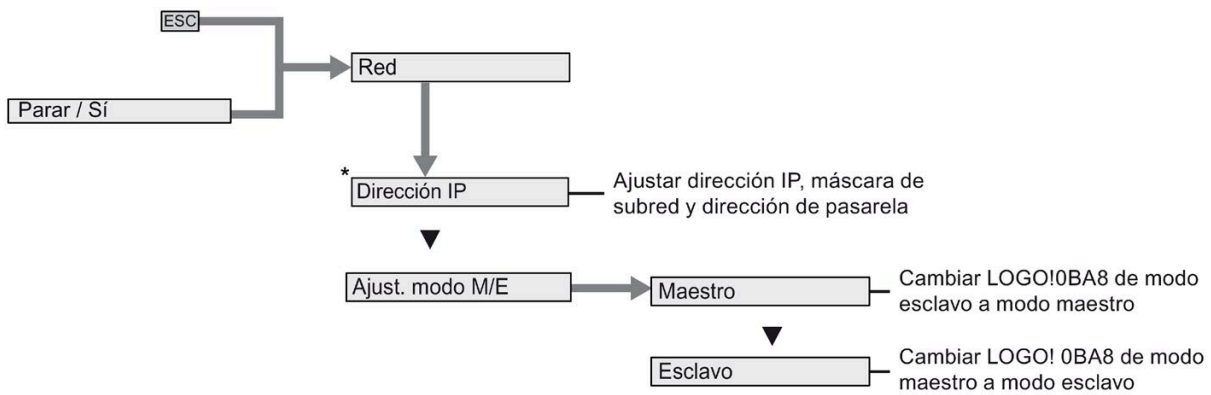 ESC
Red
Parar / Sí
*
Dirección IP
Ajustar dirección IP, máscara de
subred y dirección de pasarela
Ajust. modo M/E
Maestro
Cambiar LOGO!0BA8 de modo
esclavo a modo maestro
Esclavo
Cambiar LOGO! 0BA8 de modo
maestro a modo esclavo